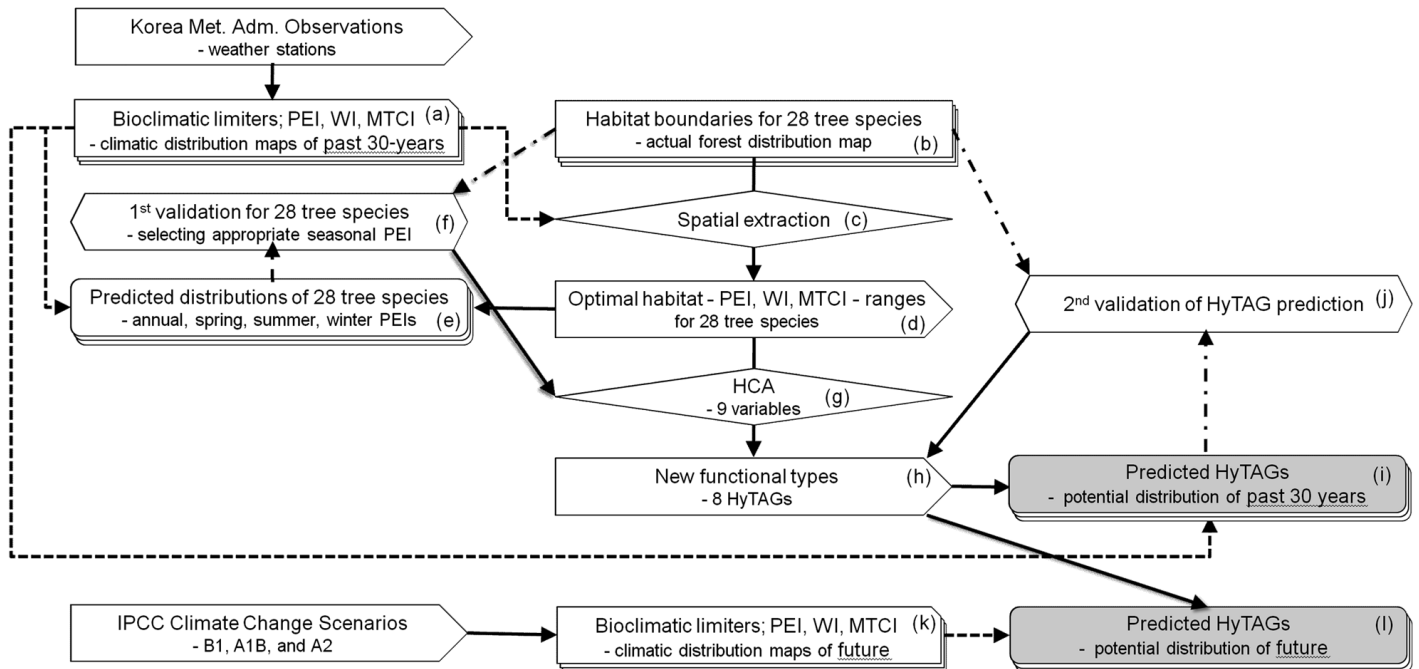 Korea Met. Adm. Observations
- weather stations
Bioclimatic limiters; PEI, WI, MTCI (a)
- climatic distribution maps of past 30-years
Habitat boundaries for 28 tree species
- actual forest distribution map (b)
1st validation for 28 tree species (f)
- selecting appropriate seasonal PEI
Spatial extraction (c)
Predicted distributions of 28 tree species
- annual, spring, summer, winter PEIs (e)
Optimal habitat - PEI, WI, MTCI - ranges
for 28 tree species (d)
2nd validation of HyTAG prediction (j)
HCA
- 9 variables (g)
New functional types (h)
- 8 HyTAGs
Predicted HyTAGs (i)
- potential distribution of past 30 years
IPCC Climate Change Scenarios
- B1, A1B, and A2
Bioclimatic limiters; PEI, WI, MTCI (k)
- climatic distribution maps of future
Predicted HyTAGs (l)
- potential distribution of future